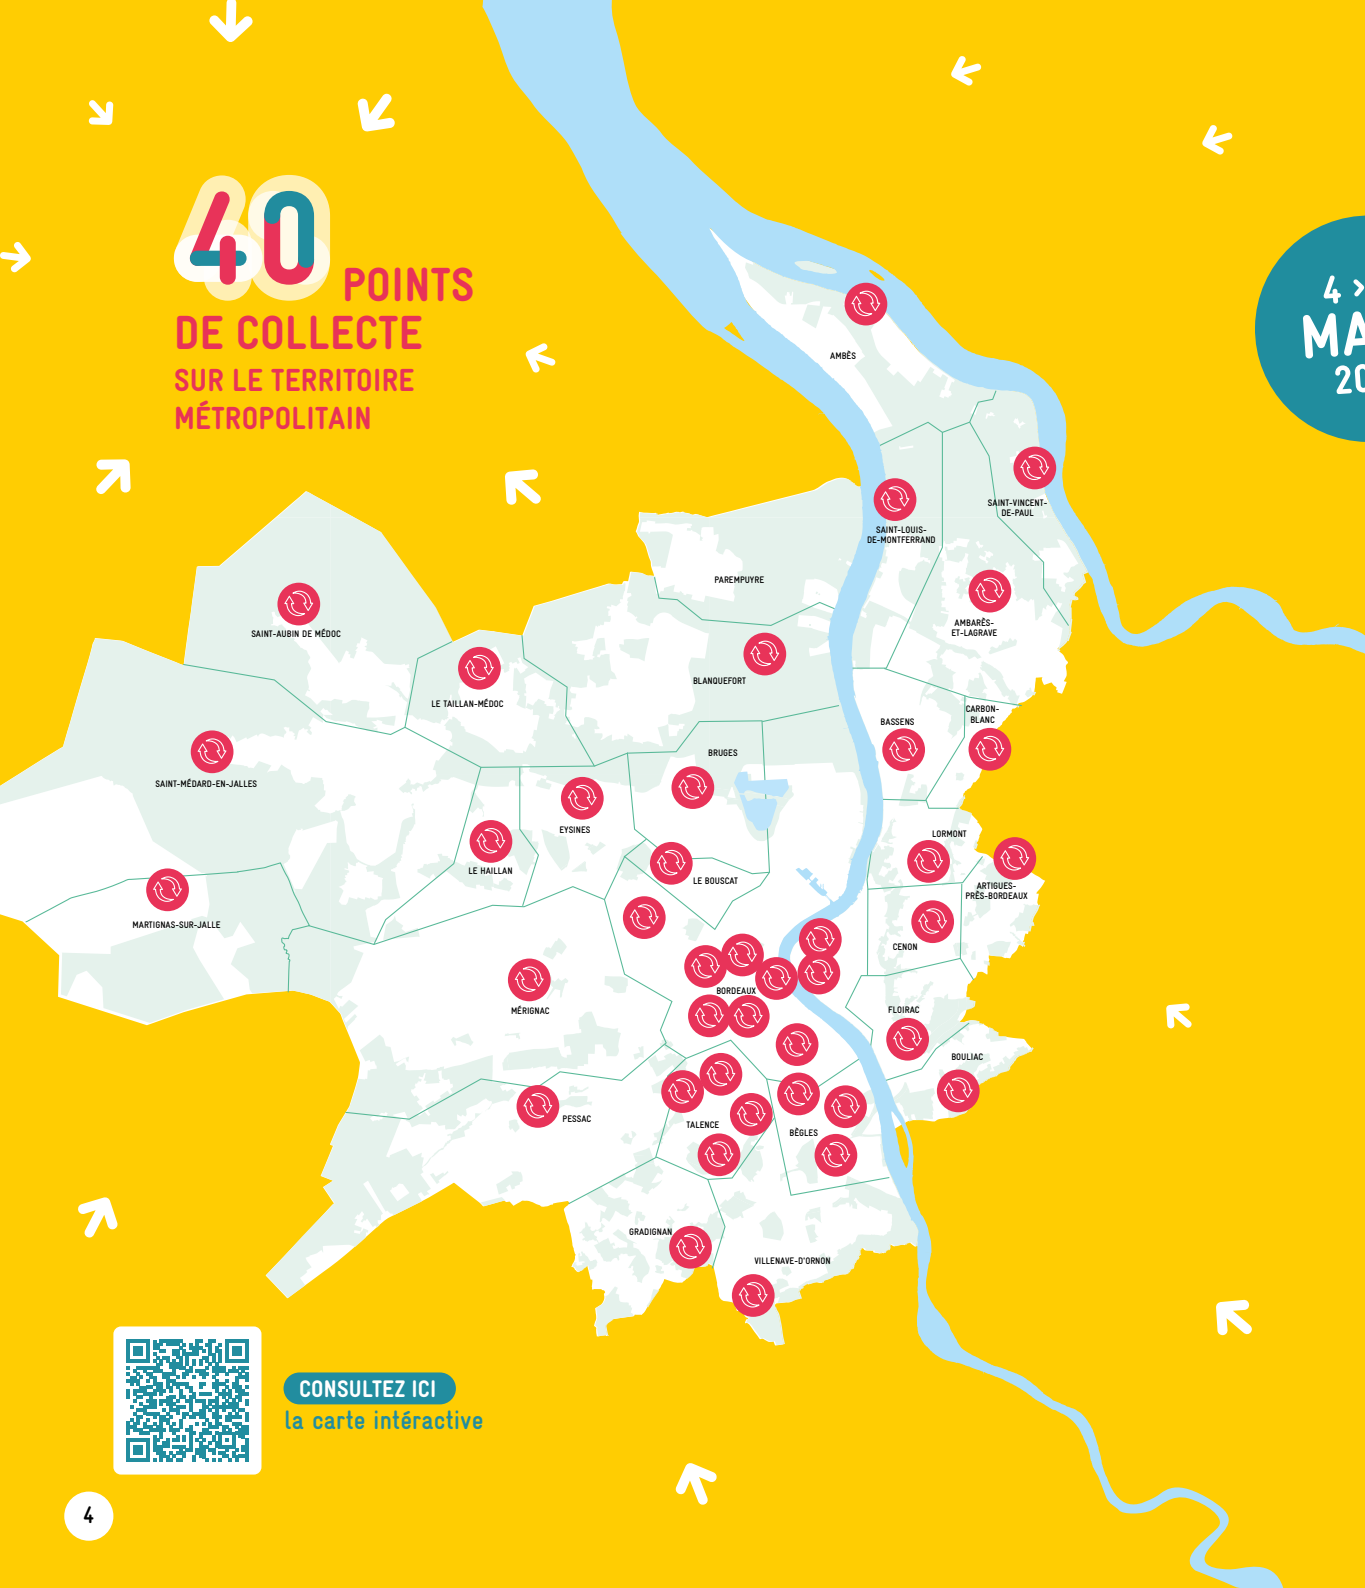 40 POINTS
DE COLLECTE
SUR LE TERRITOIRE
MÉTROPOLITAIN
4 >
MA
20
AMBÈS
SAINT-VINCENT-
DE-PAUL
SAINT-LOUIS-
DE-MONTFERRAND
PAREMPUYRE
AMBARÈS-
ET-LAGRAVE
SAINT-AUBIN DE MÉDOC
BLANQUEFORT
LE TAILLAN-MÉDOC
CARBON-
BLANC
BASSENS
BRUGES
SAINT-MÉDARD-EN-JALLES
EYSINES
LORMONT
LE HAILLAN
LE BOUSCAT
ARTIGUES-
PRÈS-BORDEAUX
MARTIGNAS-SUR-JALLE
CENON
BORDEAUX
MÉRIGNAC
FLOIRAC
BOULIAC
PESSAC
TALENCE
BÈGLES
GRADIGNAN
VILLENAVE-D'ORNON
CONSULTEZ ICI
la carte intéractive
4